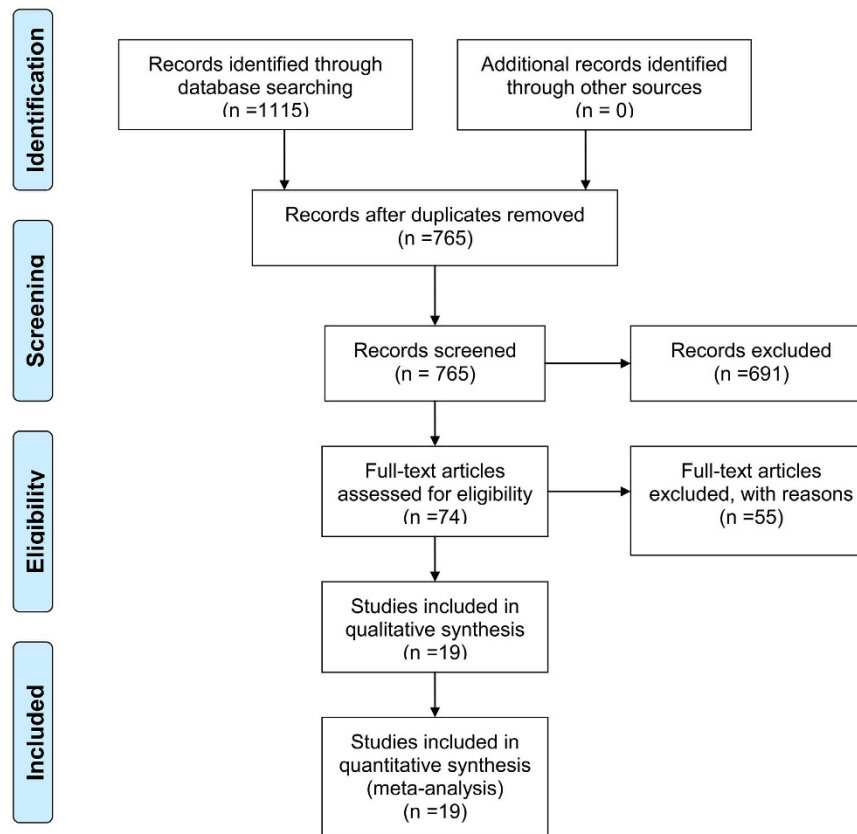 Identification
Records identified through
database searching
(n =1115)
Additional records identified
through other sources
(n = 0)
Records after duplicates removed
(n =765)
Screening
Records screened
(n = 765)
Records excluded
(n =691)
Eligibility
Full-text articles
assessed for eligibility
(n =74)
Full-text articles
excluded, with reasons
(n =55)
Studies included in
qualitative synthesis
(n =19)
Included
Studies included in
quantitative synthesis
(meta-analysis)
(n =19)